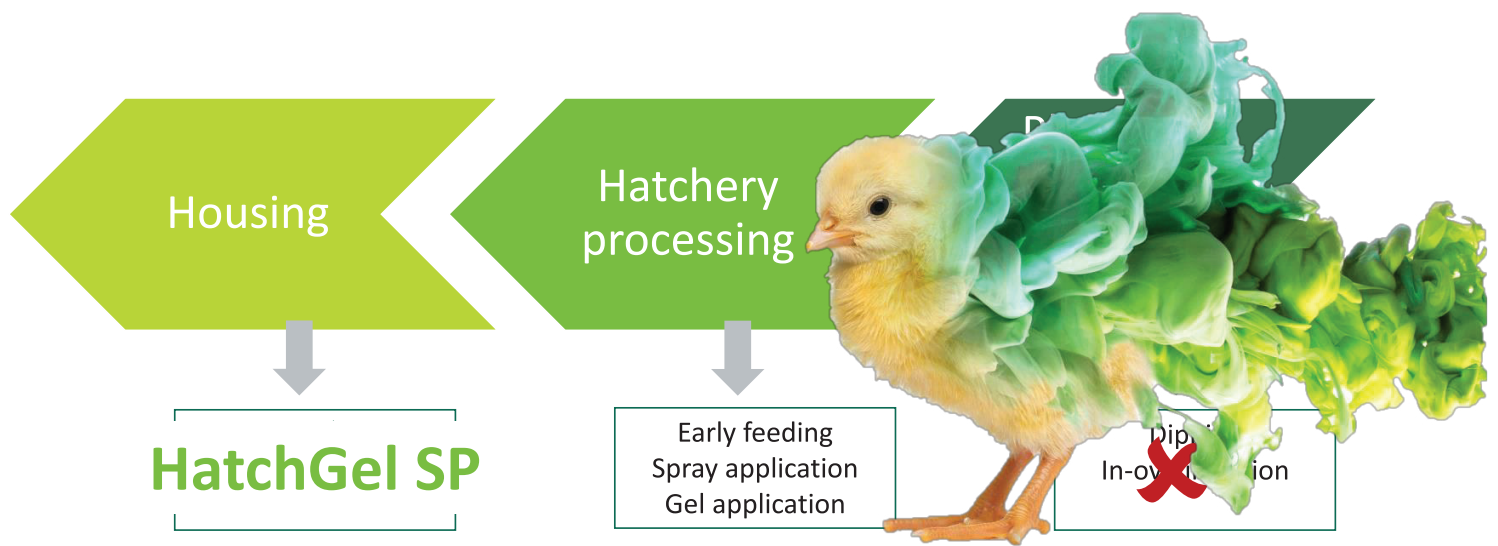 Housing
Hatchery
processing
HatchGel SP
Early feeding
Spray application
Gel application